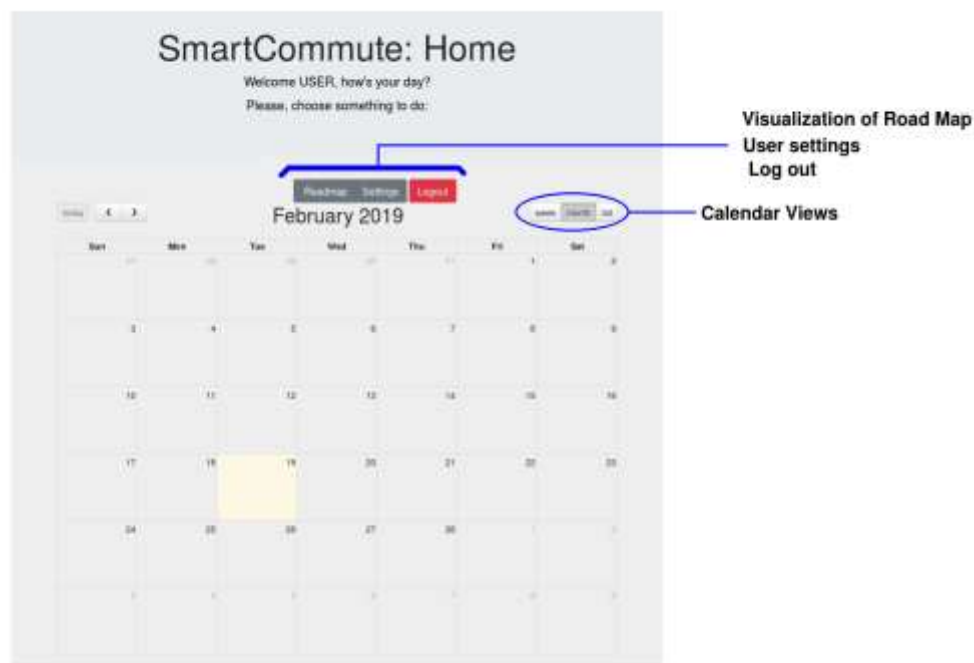 SmartCommute: Home
Welcome USER, how's your day?
Please, choose something to do:
Visualization of Road Map
User settings
Log out
Roadmap Settings Logout
today
February 2019
week month list
Calendar Views
Sun Mon Tue Wed Thu Fri Sat
1 2
3 4 5 6 7 8 9
10 11 12 13 14 15 16
17 18 19 20 21 22 23
24 25 26 27 28